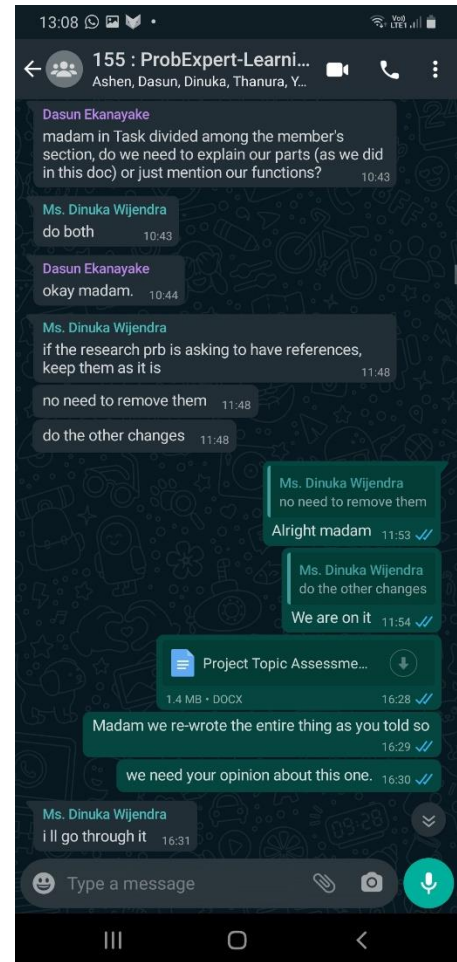 13:08
Vo))
LTE1
155 : ProbExpert-Learni...
Ashen, Dasun, Dinuka, Thanura, Y...
Dasun Ekanayake
madam in Task divided among the member's
section, do we need to explain our parts (as we did
in this doc) or just mention our functions?
10:43
Ms. Dinuka Wijendra
do both 10:43
Dasun Ekanayake
okay madam. 10:44
Ms. Dinuka Wijendra
if the research prb is asking to have references,
keep them as it is
11:48
no need to remove them 11:48
do the other changes 11:48
Ms. Dinuka Wijendra
no need to remove them
Alright madam 11:53
Ms. Dinuka Wijendra
do the other changes
We are on it 11:54
Project Topic Assessme...
1.4 MB • DOCX 16:28
Madam we re-wrote the entire thing as you told so
16:29
we need your opinion about this one. 16:30
Ms. Dinuka Wijendra
i ll go through it 16:31
Type a message